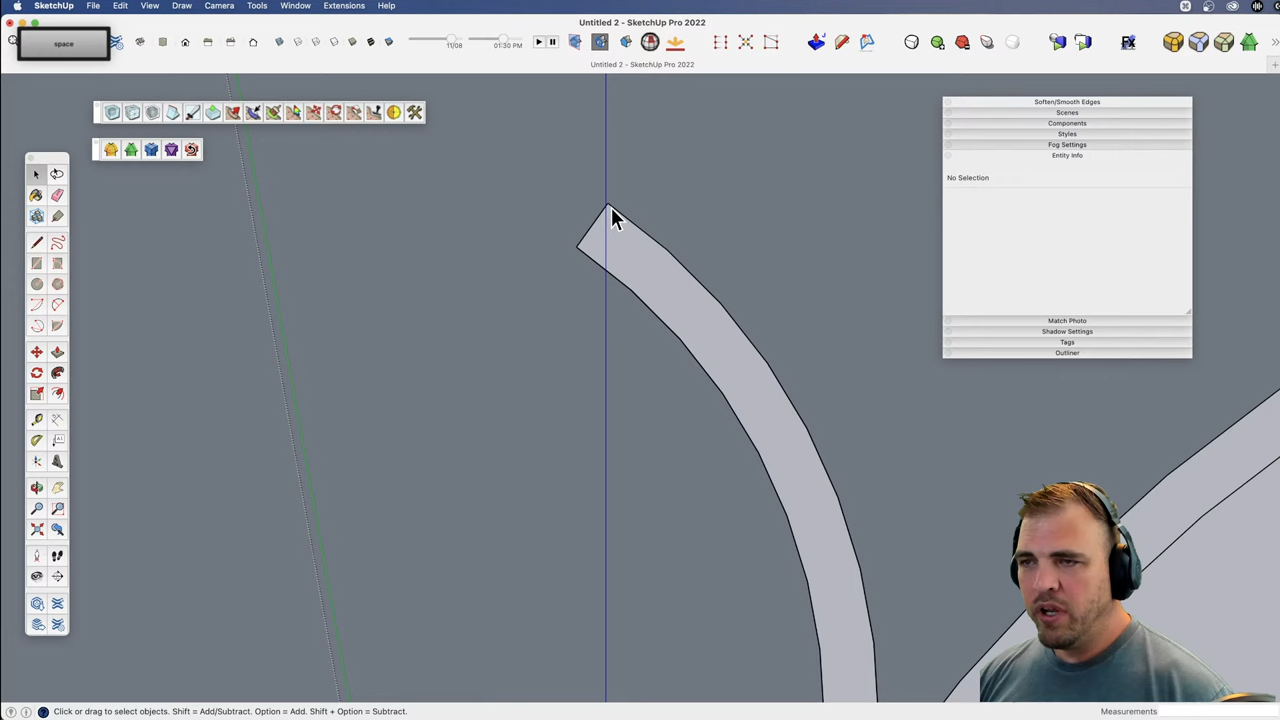 SketchUp File Edit View Draw Camera Tools Window Extensions Help
Untitled 2 - SketchUp Pro 2022
space
11/08 01:30 PM
Untitled 2 - SketchUp Pro 2022
Soften/Smooth Edges
Scenes
Components
Styles
Fog Settings
Entity Info
No Selection
Match Photo
Shadow Settings
Tags
Outliner
Click or drag to select objects. Shift = Add/Subtract. Option = Add. Shift + Option = Subtract.
Measurements